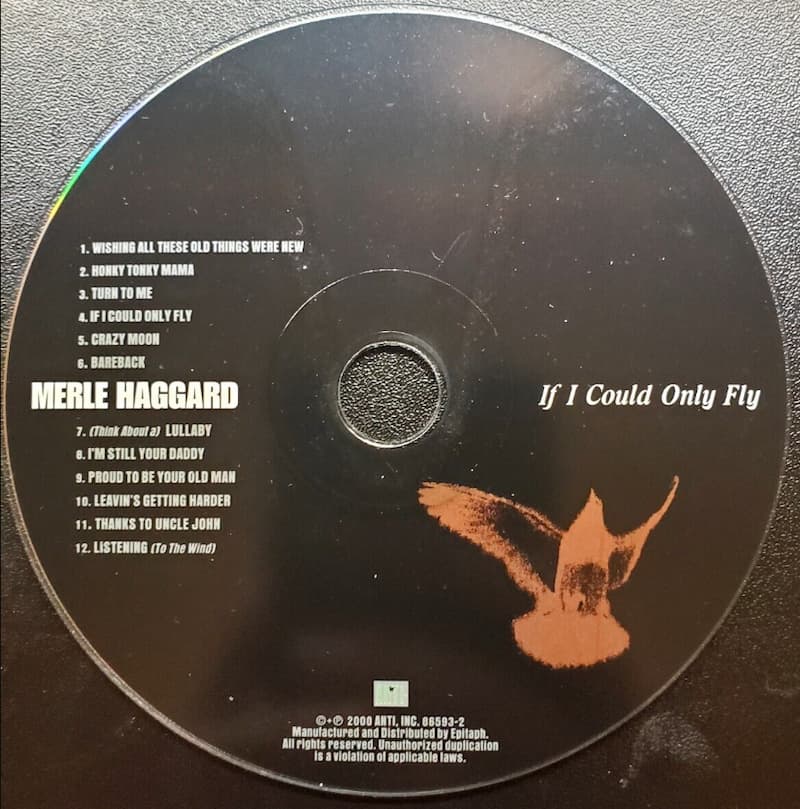 1. WISHING ALL THESE OLD THINGS WERE NEW
2. HONKY TONKY MAMA
3. TURN TO ME
4. IF I COULD ONLY FLY
5. CRAZY MOON
6. BAREBACK
MERLE HAGGARD
If I Could Only Fly
7. (Think About a) LULLABY
8. I'M STILL YOUR DADDY
9. PROUD TO BE YOUR OLD MAN
10. LEAVIN'S GETTING HARDER
11. THANKS TO UNCLE JOHN
12. LISTENING (To The Wind)
©+℗ 2000 ANTI, INC. 86593-2
Manufactured and Distributed by Epitaph.
All rights reserved. Unauthorized duplication
is a violation of applicable laws.